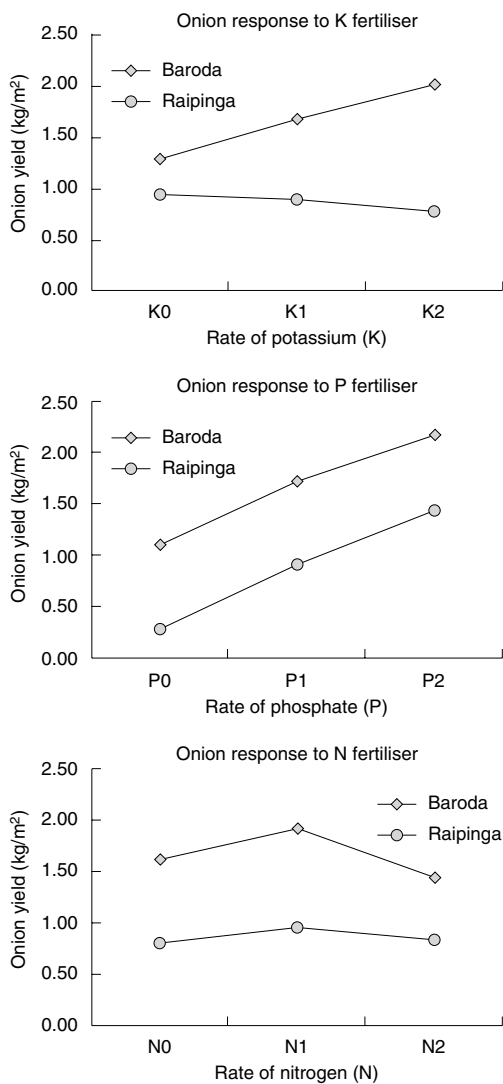 Onion response to K fertiliser
2.50
2.00
1.50
1.00
0.50
0.00
Onion yield (kg/m²)
Baroda
Raipinga
K0 K1 K2
Rate of potassium (K)
Onion response to P fertiliser
2.50
2.00
1.50
1.00
0.50
0.00
Onion yield (kg/m²)
Baroda
Raipinga
P0 P1 P2
Rate of phosphate (P)
Onion response to N fertiliser
2.50
2.00
1.50
1.00
0.50
0.00
Onion yield (kg/m²)
Baroda
Raipinga
N0 N1 N2
Rate of nitrogen (N)